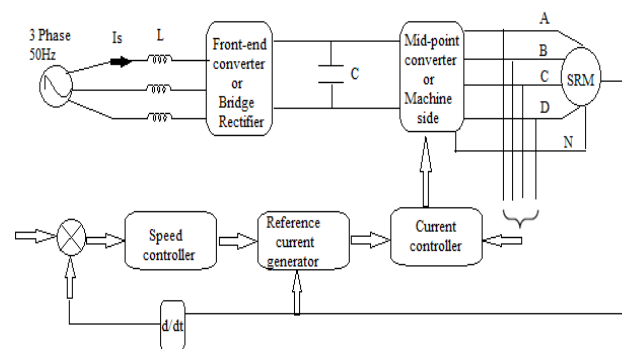 3 Phase
50Hz
Is
L
Front-end
converter
or
Bridge
Rectifier
C
Mid-point
converter
or
Machine
side
A
B
C
D
N
SRM
Speed
controller
Reference
current
generator
Current
controller
d/dt